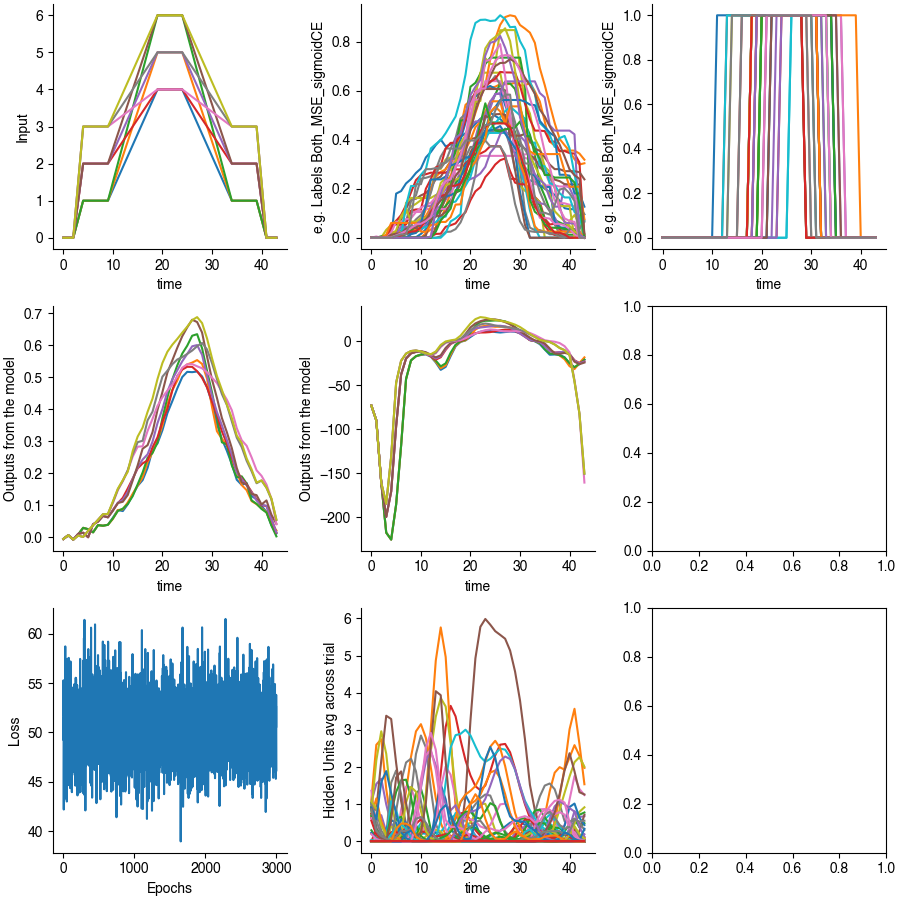 Input
6
5
4
3
2
1
0
0 10 20 30 40
time
e.g. Labels Both_MSE_sigmoidCE
0.8
0.6
0.4
0.2
0.0
0 10 20 30 40
time
e.g. Labels Both_MSE_sigmoidCE
1.0
0.8
0.6
0.4
0.2
0.0
0 10 20 30 40
time
Outputs from the model
0.7
0.6
0.5
0.4
0.3
0.2
0.1
0.0
0 10 20 30 40
time
Outputs from the model
0
−50
−100
−150
−200
0 10 20 30 40
time
1.0
0.8
0.6
0.4
0.2
0.0
0.0 0.2 0.4 0.6 0.8 1.0
Loss
60
55
50
45
40
0 1000 2000 3000
Epochs
Hidden Units avg across trial
6
5
4
3
2
1
0
0 10 20 30 40
time
1.0
0.8
0.6
0.4
0.2
0.0
0.0 0.2 0.4 0.6 0.8 1.0